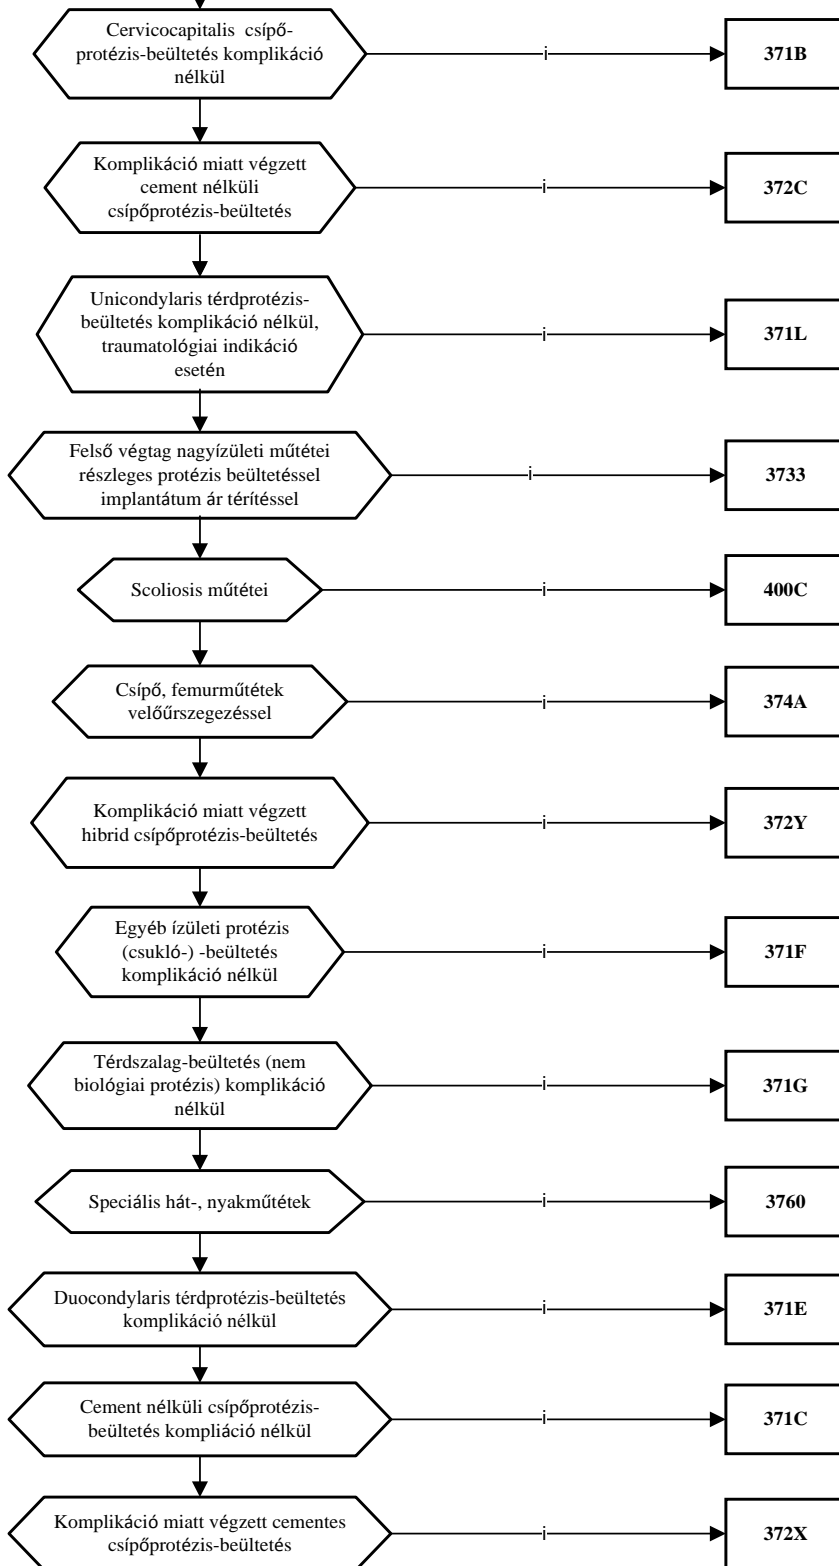 Cervicocapitalis csípő-
protézis-beültetés komplikáció
nélkül
i
371B
Komplikáció miatt végzett
cement nélküli
csípőprotézis-beültetés
i
372C
Unicondylaris térdprotézis-
beültetés komplikáció nélkül,
traumatológiai indikáció
esetén
i
371L
Felső végtag nagyízületi műtétei
részleges protézis beültetéssel
implantátum ár térítéssel
i
3733
Scoliosis műtétei
i
400C
Csípő, femurműtétek
velőűrszegezéssel
i
374A
Komplikáció miatt végzett
hibrid csípőprotézis-beültetés
i
372Y
Egyéb ízületi protézis
(csukló-) -beültetés
komplikáció nélkül
i
371F
Térdszalag-beültetés (nem
biológiai protézis) komplikáció
nélkül
i
371G
Speciális hát-, nyakműtétek
i
3760
Duocondylaris térdprotézis-beültetés
komplikáció nélkül
i
371E
Cement nélküli csípőprotézis-
beültetés kompliáció nélkül
i
371C
Komplikáció miatt végzett cementes
csípőprotézis-beültetés
i
372X